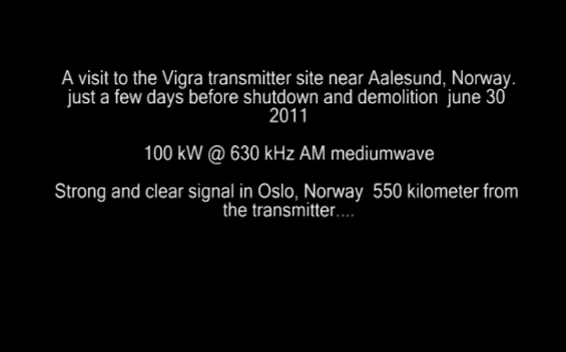 A visit to the Vigra transmitter site near Aalesund, Norway.
just a few days before shutdown and demolition  june 30
2011
100 kW @ 630 kHz AM mediumwave
Strong and clear signal in Oslo, Norway  550 kilometer from
the transmitter....